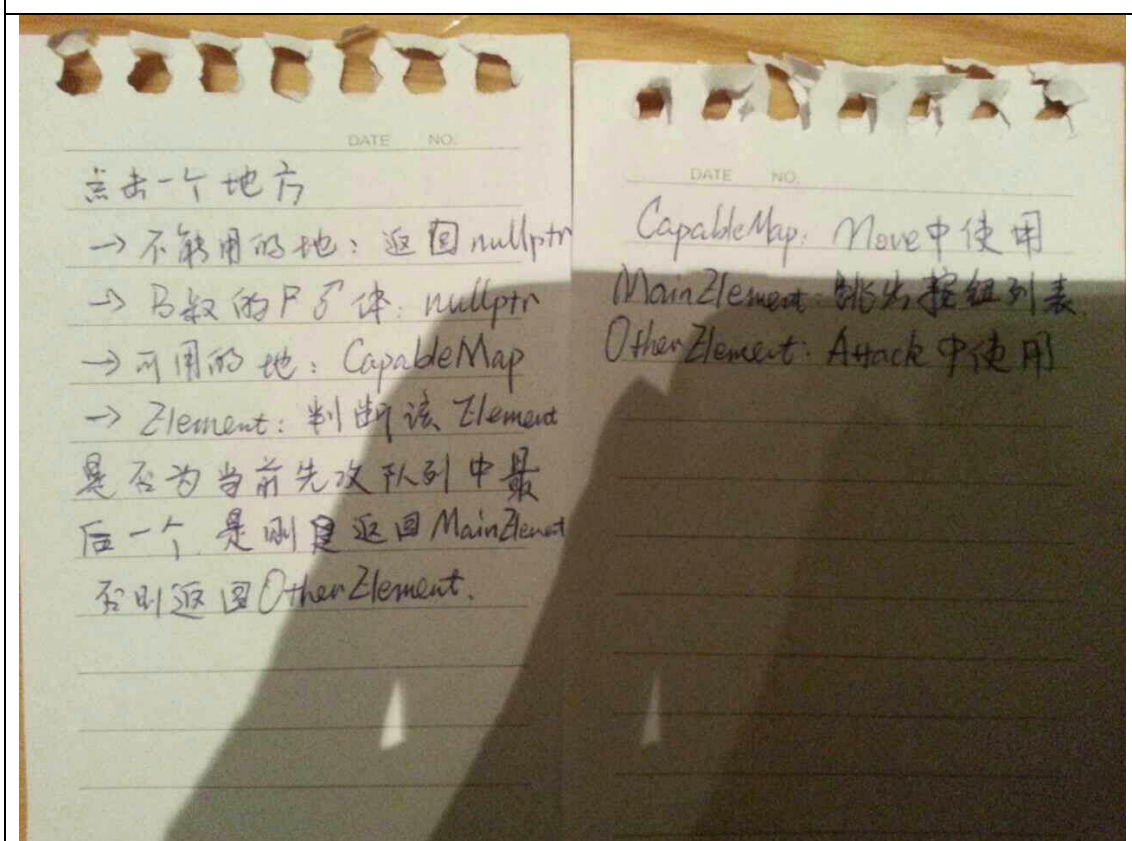 DATE NO.
点击一个地方
→不能用的地：返回nullptr
→B叔的尸体：nullptr
→可用的地：CapableMap
→Element：判断该Element
是否为当前先攻队列中最
后一个 是则返回MainElement
否则返回OtherElement.
DATE NO.
CapableMap：Move中使用
MainElement：跳出按钮列表
OtherElement：Attack中使用